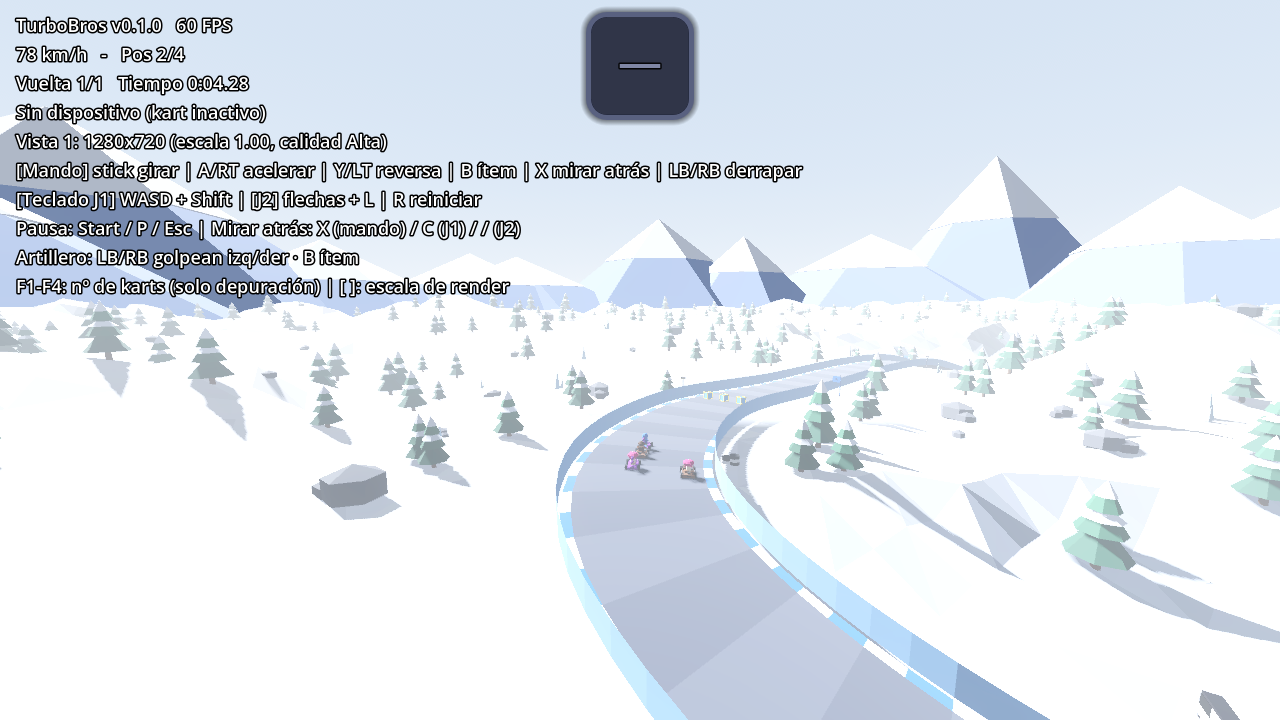 TurboBros v0.1.0   60 FPS
78 km/h  -  Pos 2/4
Vuelta 1/1   Tiempo 0:04.28
Sin dispositivo (kart inactivo)
Vista 1: 1280x720 (escala 1.00, calidad Alta)
[Mando] stick girar | A/RT acelerar | Y/LT reversa | B ítem | X mirar atrás | LB/RB derrapar
[Teclado J1] WASD + Shift | [J2] flechas + L | R reiniciar
Pausa: Start / P / Esc | Mirar atrás: X (mando) / C (J1) / / (J2)
Artillero: LB/RB golpean izq/der · B ítem
F1-F4: nº de karts (solo depuración) | [ ]: escala de render